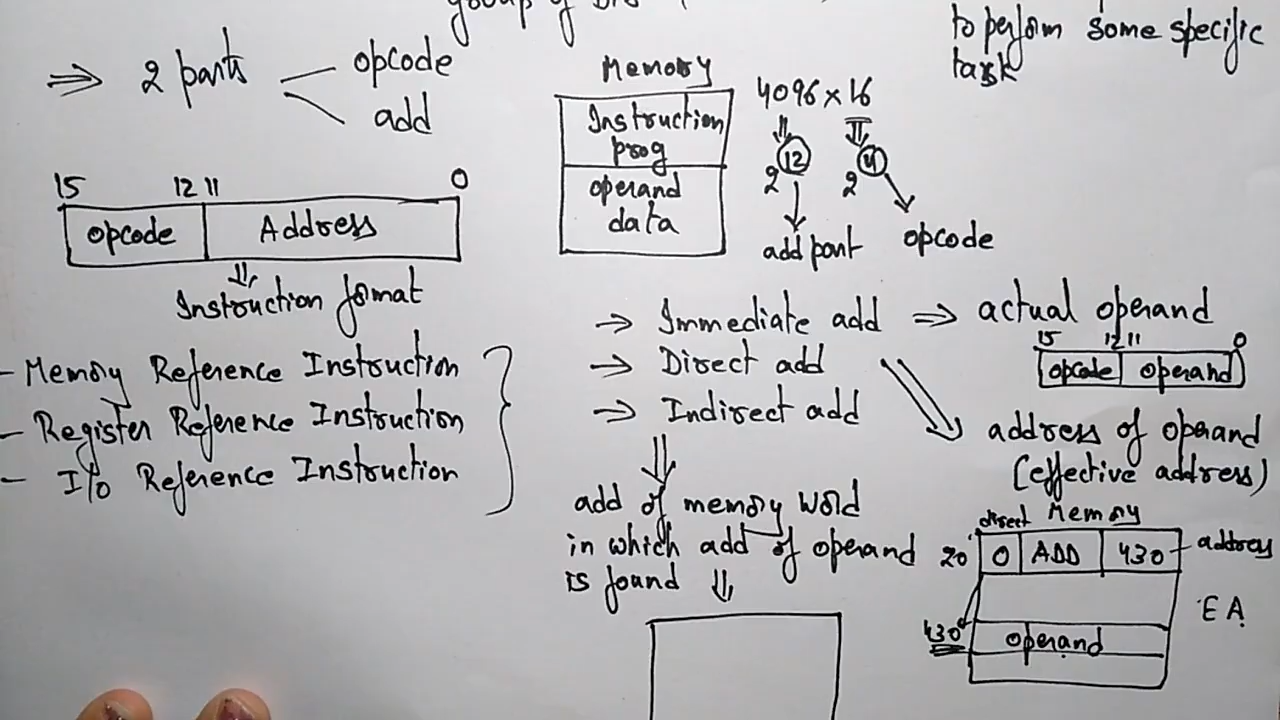 group of
to perform some specific
task
⇒ 2 parts
opcode
add
Memory
Instruction
prog
operand
data
4096 × 16
2 12
2 4
add part
opcode
15 12 11 0
opcode Address
Instruction format
- Memory Reference Instruction
- Register Reference Instruction
- I/o Reference Instruction
→ Immediate add ⇒ actual operand
15 12 11 0
opcode operand
→ Direct add
→ Indirect add
address of operand
(effective address)
add of memory word
in which add of operand
is found
direct Memory
20 0 ADD 430 - address
EA
430 operand